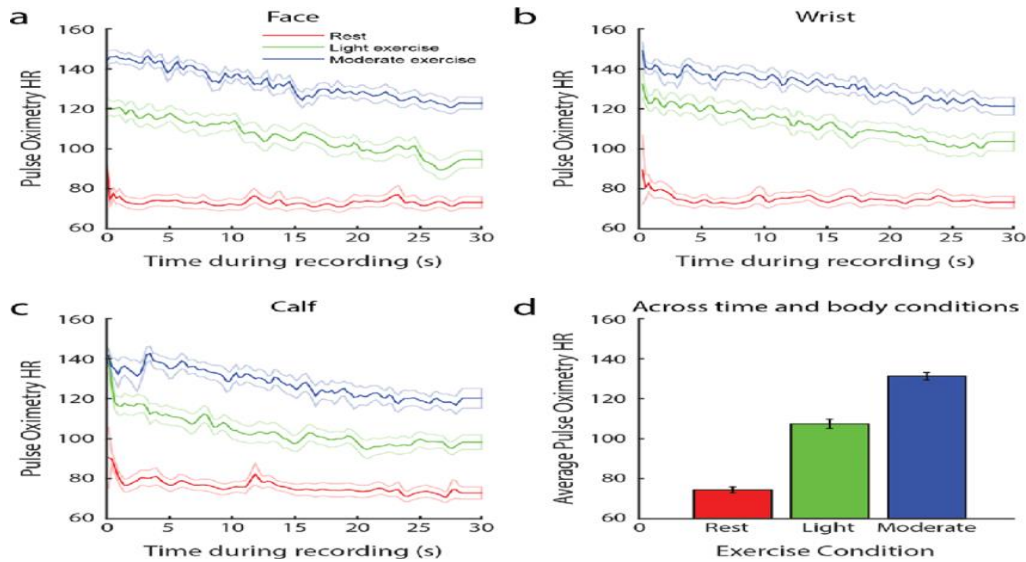 a
Face
Rest
Light exercise
Moderate exercise
Pulse Oximetry HR
160
140
120
100
80
60
0 5 10 15 20 25 30
Time during recording (s)
b
Wrist
Pulse Oximetry HR
160
140
120
100
80
60
0 5 10 15 20 25 30
Time during recording (s)
c
Calf
Pulse Oximetry HR
160
140
120
100
80
60
0 5 10 15 20 25 30
Time during recording (s)
d
Across time and body conditions
Average Pulse Oximetry HR
160
140
120
100
80
60
0 Rest Light Moderate
Exercise Condition